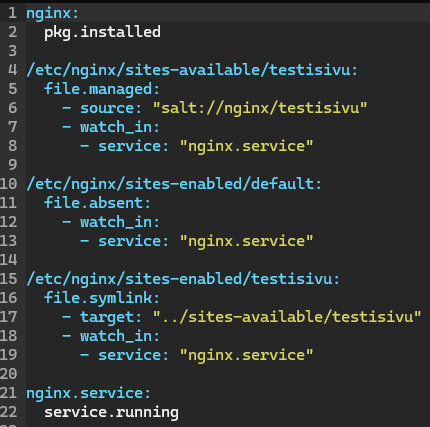 1 nginx:
2   pkg.installed
3
4 /etc/nginx/sites-available/testisivu:
5   file.managed:
6     - source: "salt://nginx/testisivu"
7     - watch_in:
8       - service: "nginx.service"
9
10 /etc/nginx/sites-enabled/default:
11   file.absent:
12     - watch_in:
13       - service: "nginx.service"
14
15 /etc/nginx/sites-enabled/testisivu:
16   file.symlink:
17     - target: "../sites-available/testisivu"
18     - watch_in:
19       - service: "nginx.service"
20
21 nginx.service:
22   service.running